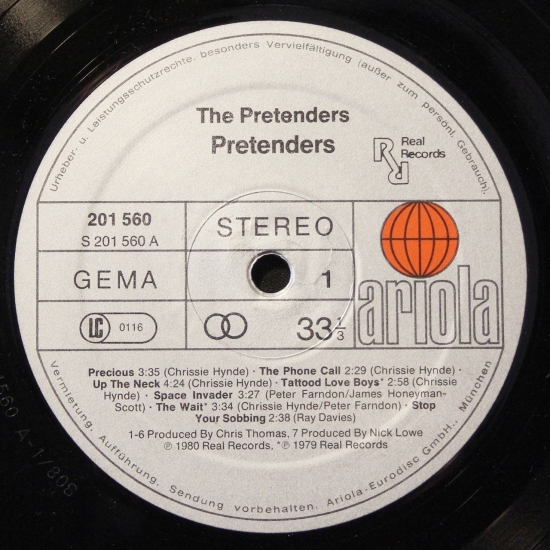 Urheber- u. Leistungsschutzrechte, besonders Vervielfältigung (außer zum persönl. Gebrauch),
The Pretenders
Pretenders
Real
Records
201 560
S 201 560 A
STEREO
GEMA
1
LC 0116
33 1/3
ariola
Precious 3:35 (Chrissie Hynde) · The Phone Call 2:29 (Chrissie Hynde) ·
Up The Neck 4:24 (Chrissie Hynde) · Tattood Love Boys* 2:58 (Chrissie
Hynde) · Space Invader 3:27 (Peter Farndon/James Honeyman-
Scott) · The Wait* 3:34 (Chrissie Hynde/Peter Farndon) · Stop
Your Sobbing 2:38 (Ray Davies)
1-6 Produced By Chris Thomas, 7 Produced By Nick Lowe
℗ 1980 Real Records, *℗ 1979 Real Records
Vermietung, Aufführung, Sendung vorbehalten. Ariola-Eurodisc GmbH., München